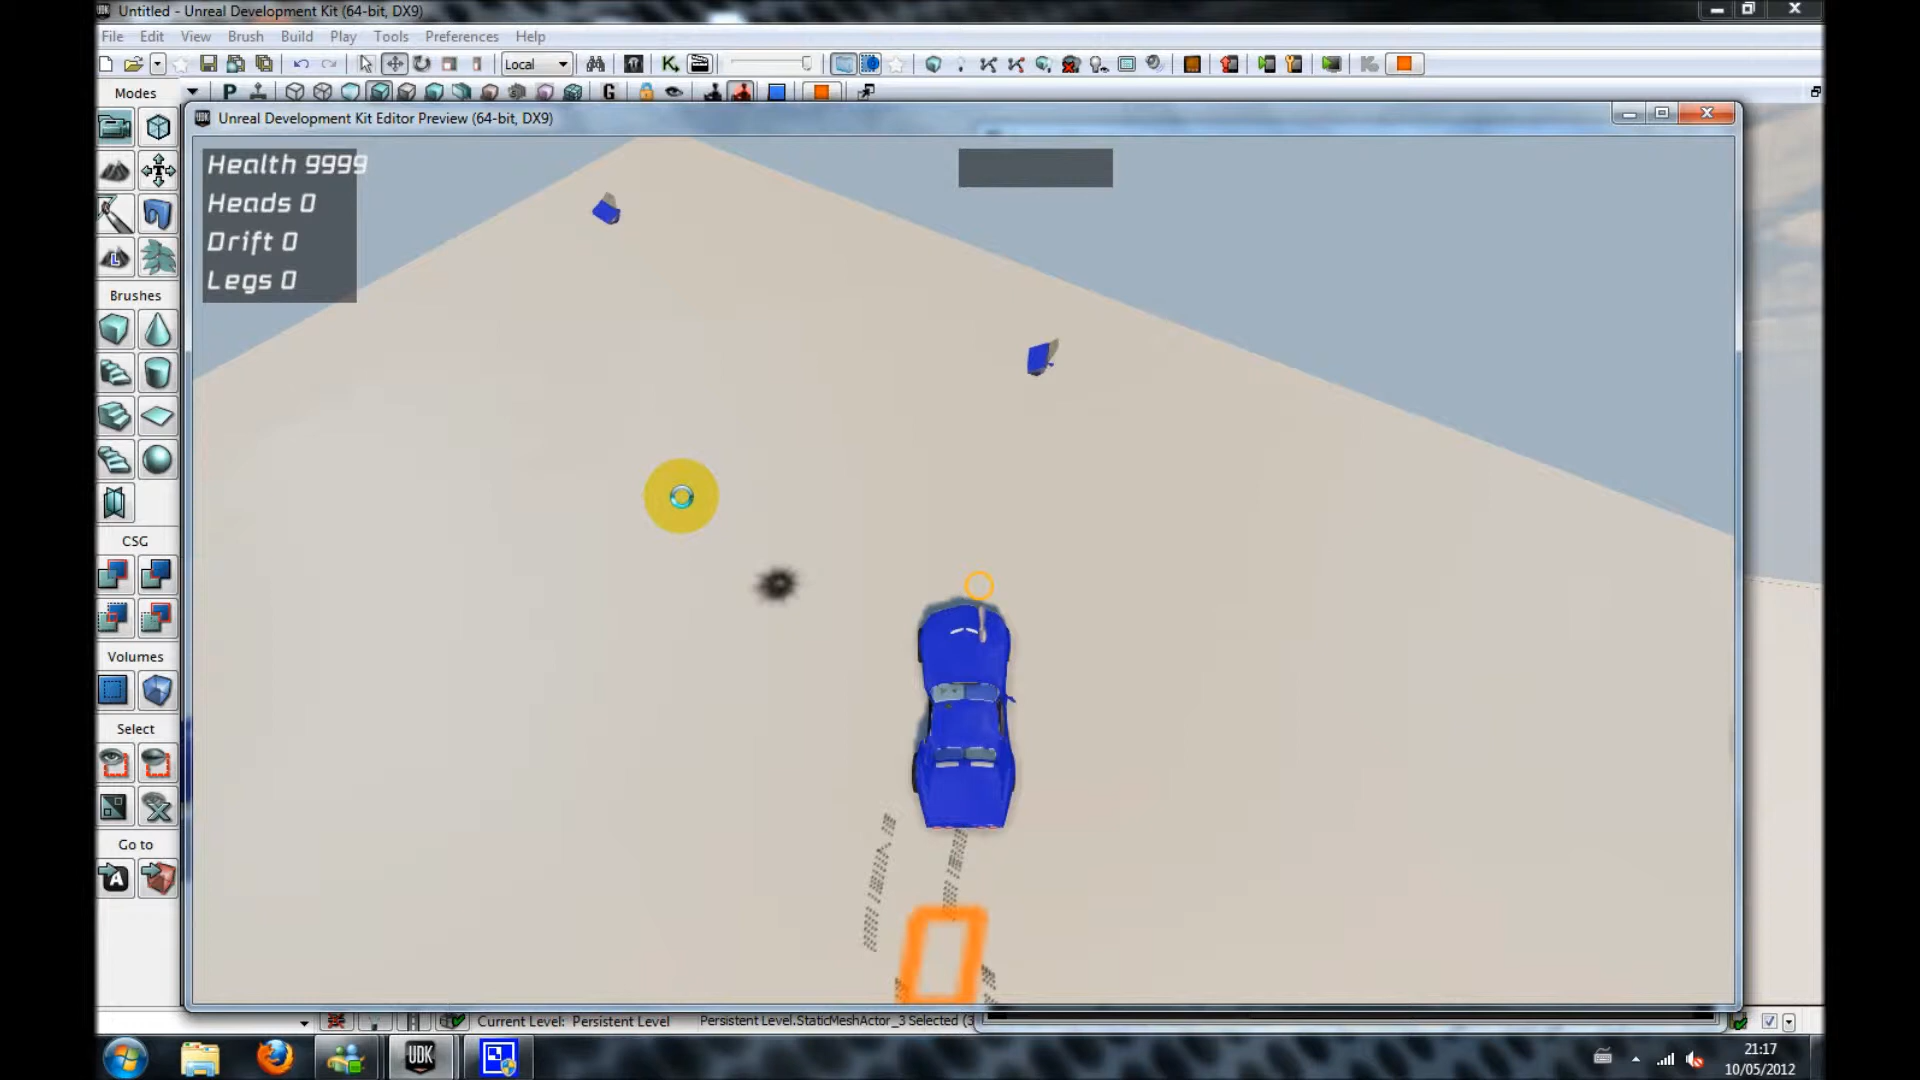 Untitled - Unreal Development Kit (64-bit, DX9)
File Edit View Brush Build Play Tools Preferences Help
Local
Modes
P
G
Unreal Development Kit Editor Preview (64-bit, DX9)
Health 9999
Heads 0
Drift 0
Legs 0
Brushes
CSG
Volumes
Select
Go to
Current Level: Persistent Level
Persistent Level.StaticMeshActor_3 Selected (3
UDK
21:17
10/05/2012